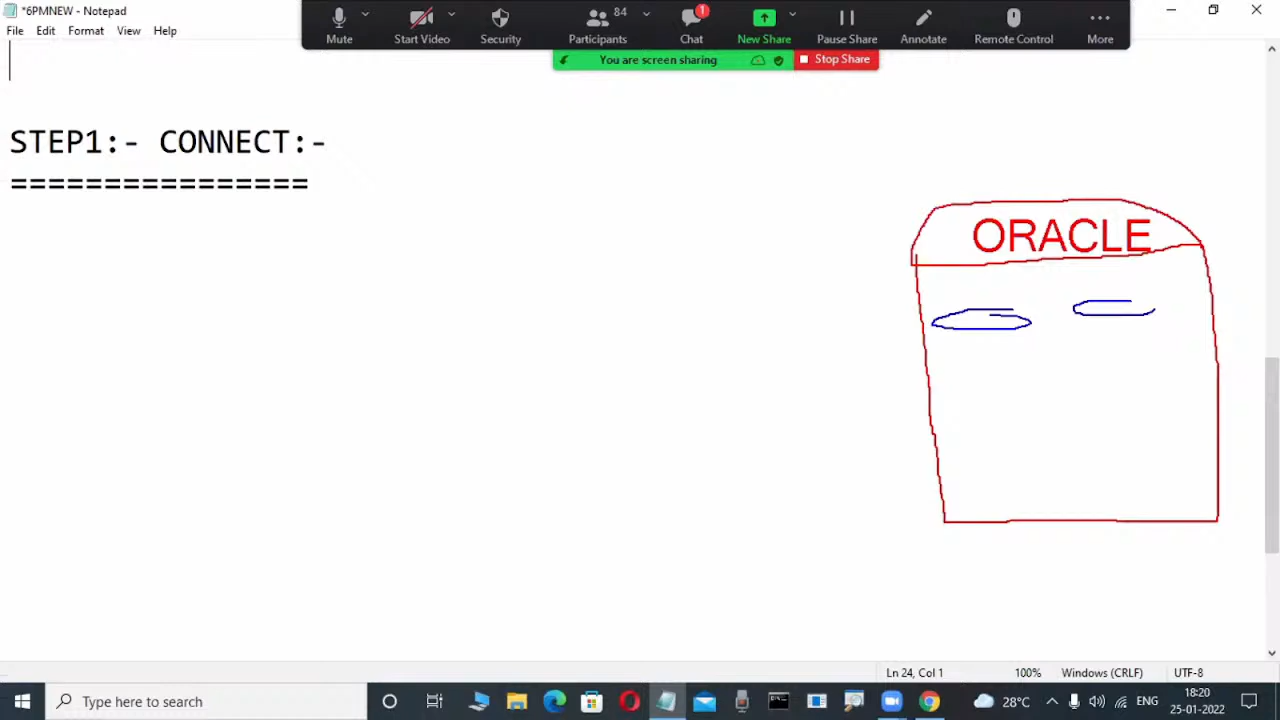 *6PMNEW - Notepad
File Edit Format View Help
Mute Start Video Security Participants 84 Chat 1 New Share Pause Share Annotate Remote Control More
You are screen sharing Stop Share
STEP1:- CONNECT:-
================
ORACLE
Ln 24, Col 1 100% Windows (CRLF) UTF-8
Type here to search 28°C ENG 18:20
25-01-2022